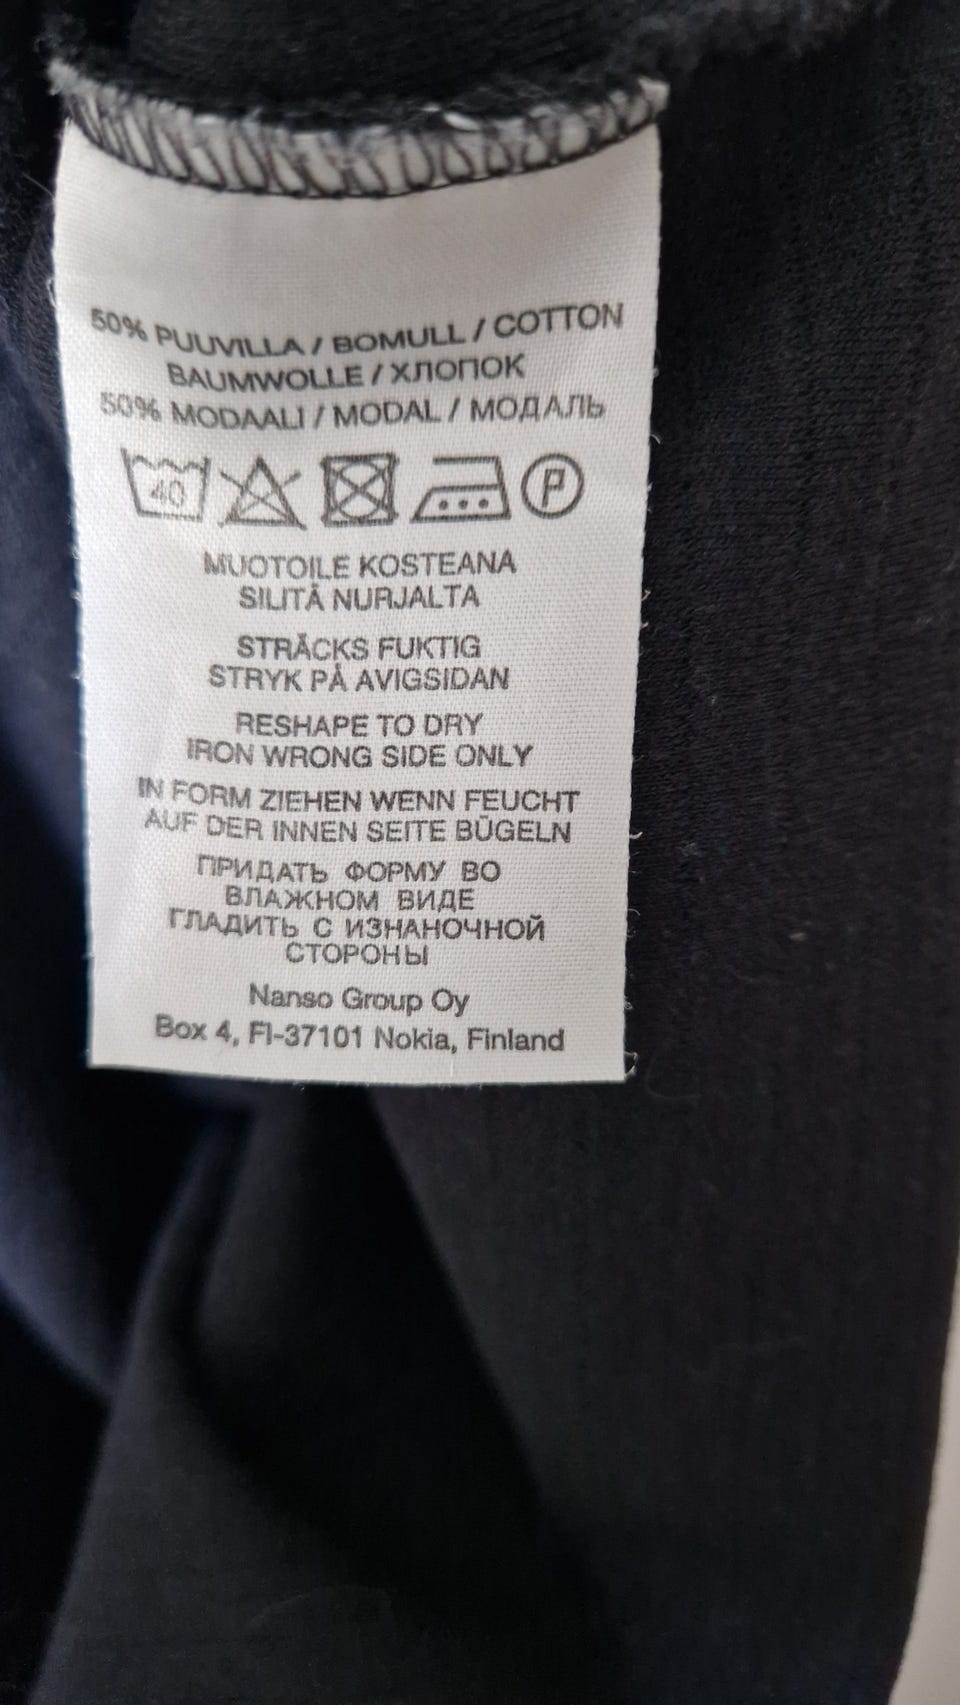 50% PUUVILLA / BOMULL / COTTON
BAUMWOLLE / ХЛОПОК
50% MODAALI / MODAL / МОДАЛЬ
40 P
MUOTOILE KOSTEANA
SILITÄ NURJALTA
STRÄCKS FUKTIG
STRYK PÅ AVIGSIDAN
RESHAPE TO DRY
IRON WRONG SIDE ONLY
IN FORM ZIEHEN WENN FEUCHT
AUF DER INNEN SEITE BÜGELN
ПРИДАТЬ ФОРМУ ВО
ВЛАЖНОМ ВИДЕ
ГЛАДИТЬ С ИЗНАНОЧНОЙ
СТОРОНЫ
Nanso Group Oy
Box 4, FI-37101 Nokia, Finland